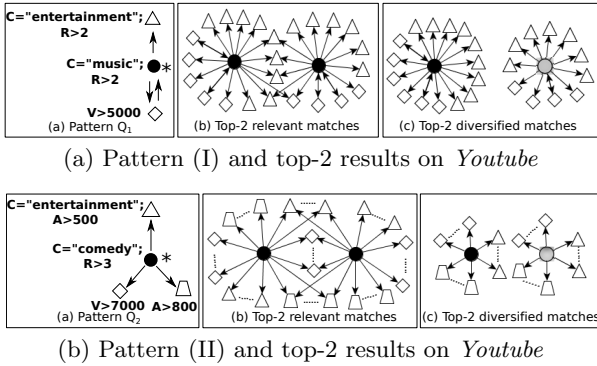 C="entertainment";
R>2
C="music";
R>2
*
V>5000
(a) Pattern Q1
(b) Top-2 relevant matches
(c) Top-2 diversified matches
(a) Pattern (I) and top-2 results on Youtube
C="entertainment";
A>500
C="comedy";
R>3
*
V>7000 A>800
(a) Pattern Q2
(b) Top-2 relevant matches
(c) Top-2 diversified matches
(b) Pattern (II) and top-2 results on Youtube